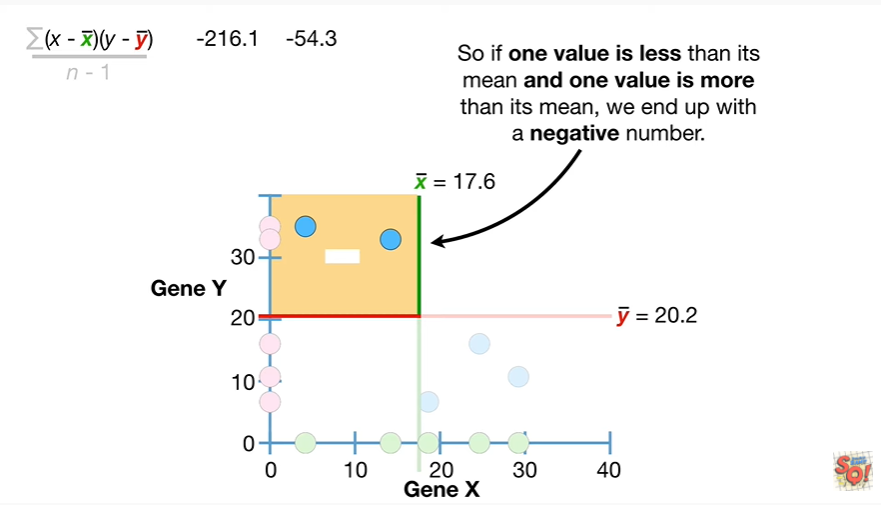 ∑(x - x̄)(y - ȳ)
n - 1
-216.1 -54.3
So if one value is less than its
mean and one value is more
than its mean, we end up with
a negative number.
x̄ = 17.6
30
Gene Y
20
ȳ = 20.2
10
0
0 10 20 30 40
Gene X
SQ!